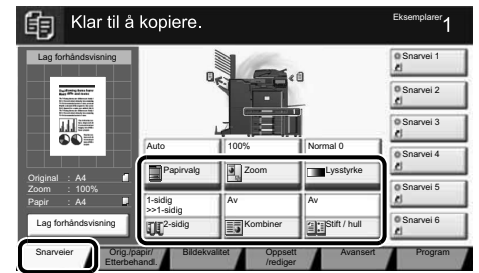 Klar til å kopiere.
Eksemplarer 1
Lag forhåndsvisning
Original : A4
Zoom : 100%
Papir : A4
Lag forhåndsvisning
Auto
100%
Normal 0
Papirvalg
Zoom
Lysstyrke
1-sidig
>>1-sidig
Av
Av
2-sidig
Kombiner
Stift / hull
Snarvei 1
Snarvei 2
Snarvei 3
Snarvei 4
Snarvei 5
Snarvei 6
Snarveier
Orig./papir/
Etterbehandl.
Bildekvalitet
Oppsett
/rediger
Avansert
Program